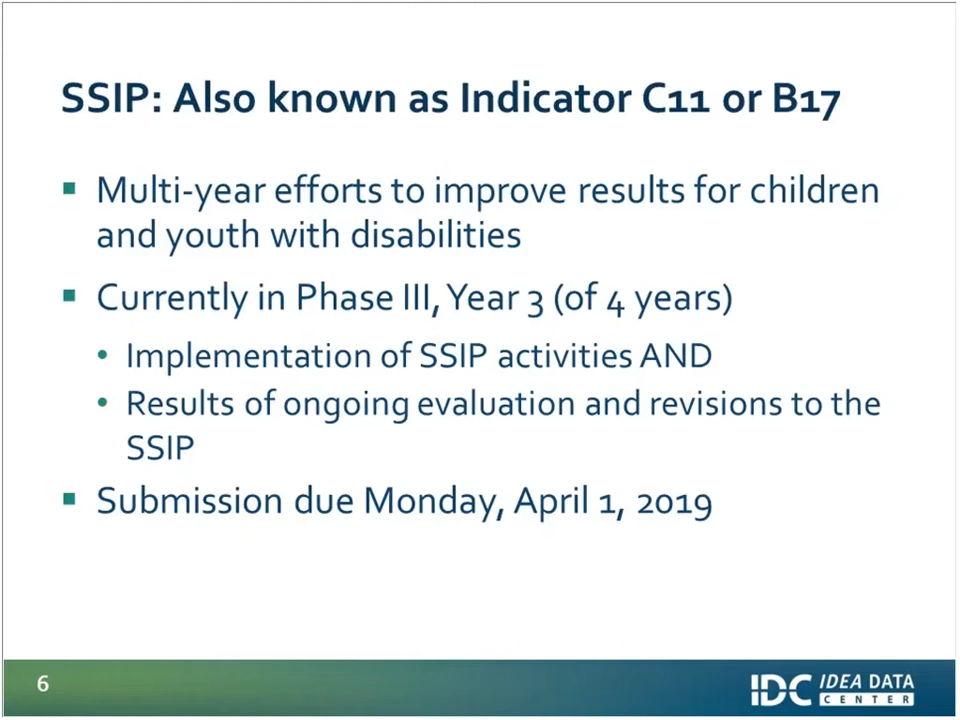 SSIP: Also known as Indicator C11 or B17
▪ Multi-year efforts to improve results for children
and youth with disabilities
▪ Currently in Phase III, Year 3 (of 4 years)
• Implementation of SSIP activities AND
• Results of ongoing evaluation and revisions to the
SSIP
▪ Submission due Monday, April 1, 2019
6
IDC IDEA DATA
CENTER